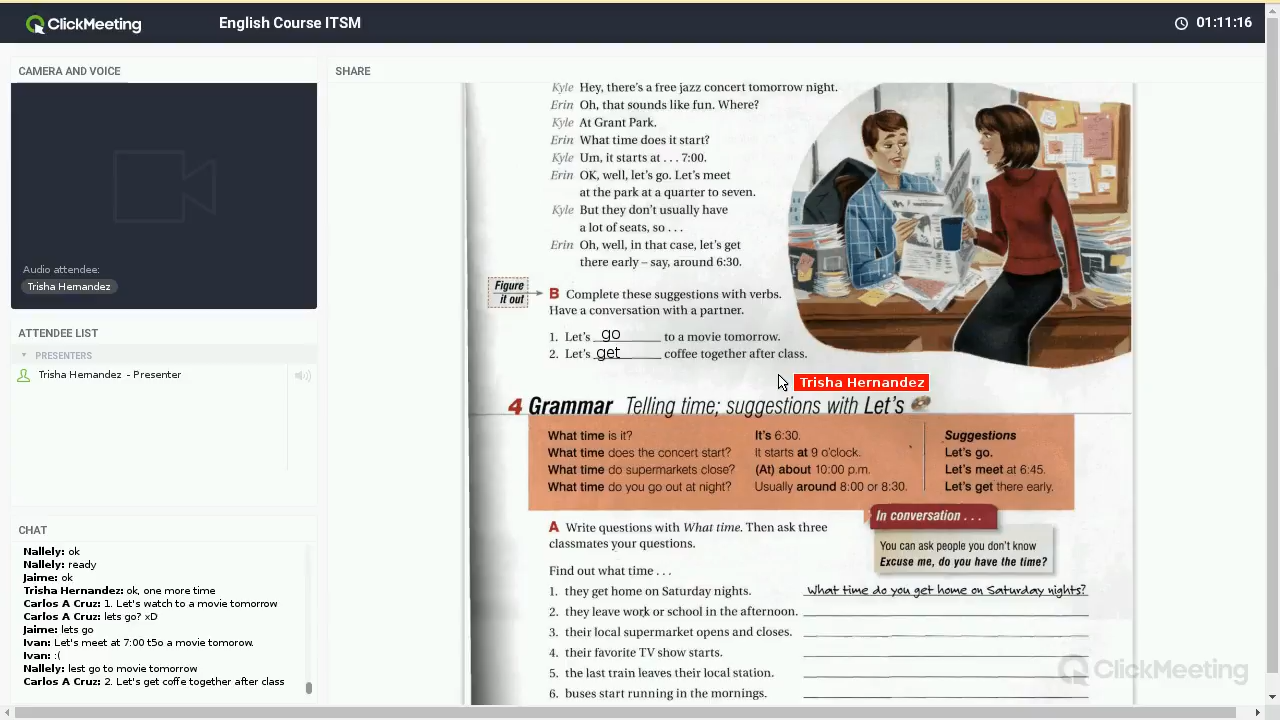 ClickMeeting
English Course ITSM
01:11:16
CAMERA AND VOICE
SHARE
Audio attendee:
Trisha Hernandez
ATTENDEE LIST
PRESENTERS
Trisha Hernandez - Presenter
CHAT
Nallely: ok
Nallely: ready
Jaime: ok
Trisha Hernandez: ok, one more time
Carlos A Cruz: 1. Let's watch to a movie tomorrow
Carlos A Cruz: lets go? xD
Jaime: lets go
Ivan: Let's meet at 7:00 t5o a movie tomorow.
Ivan: :(
Nallely: lest go to movie tomorrow
Carlos A Cruz: 2. Let's get coffe together after class
Kyle Hey, there's a free jazz concert tomorrow night.
Erin Oh, that sounds like fun. Where?
Kyle At Grant Park.
Erin What time does it start?
Kyle Um, it starts at . . . 7:00.
Erin OK, well, let's go. Let's meet
at the park at a quarter to seven.
Kyle But they don't usually have
a lot of seats, so . . .
Erin Oh, well, in that case, let's get
there early – say, around 6:30.
Figure
it out
B Complete these suggestions with verbs.
Have a conversation with a partner.
1. Let's go to a movie tomorrow.
2. Let's get coffee together after class.
Trisha Hernandez
4 Grammar Telling time; suggestions with Let's
What time is it? It's 6:30.
What time does the concert start? It starts at 9 o'clock.
What time do supermarkets close? (At) about 10:00 p.m.
What time do you go out at night? Usually around 8:00 or 8:30.
Suggestions
Let's go.
Let's meet at 6:45.
Let's get there early.
In conversation . . .
You can ask people you don't know
Excuse me, do you have the time?
A Write questions with What time. Then ask three
classmates your questions.
Find out what time . . .
1. they get home on Saturday nights. What time do you get home on Saturday nights?
2. they leave work or school in the afternoon.
3. their local supermarket opens and closes.
4. their favorite TV show starts.
5. the last train leaves their local station.
6. buses start running in the mornings.
ClickMeeting